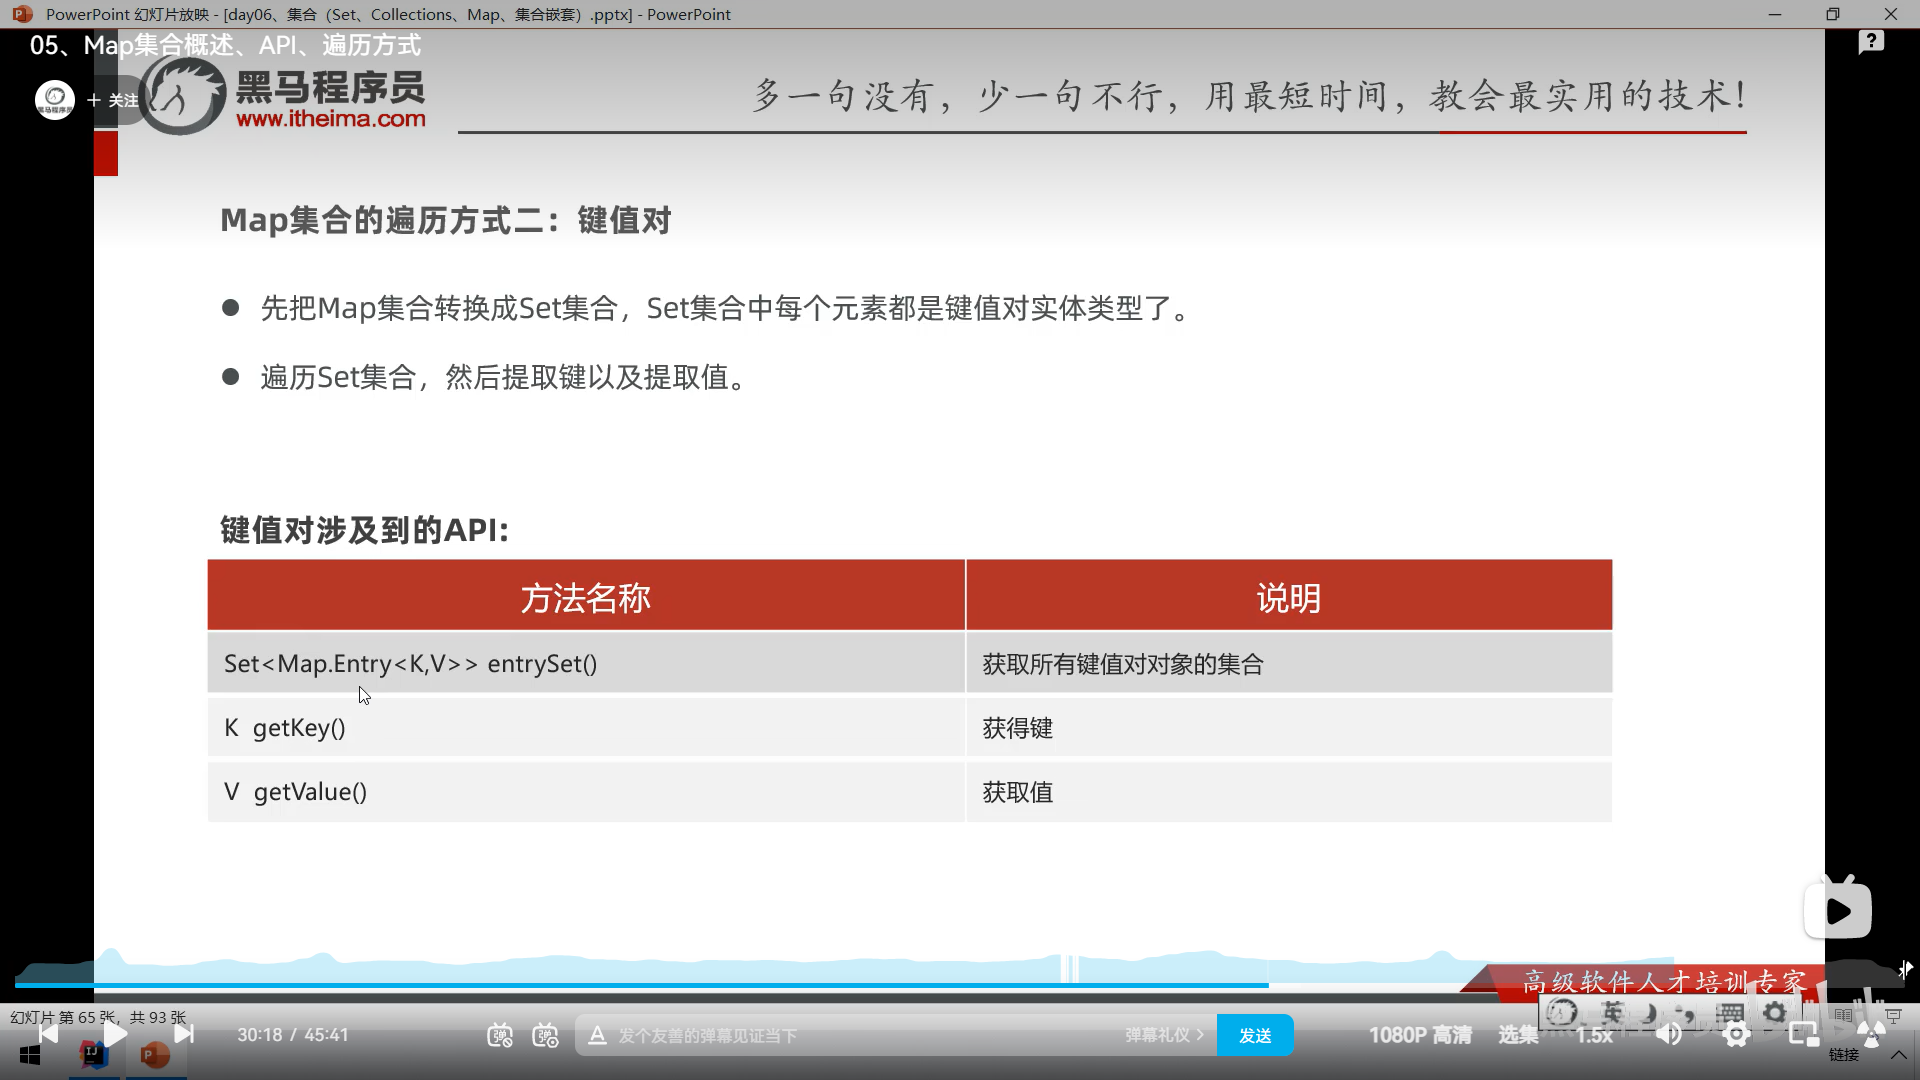 PowerPoint 幻灯片放映 - [day06、集合（Set、Collections、Map、集合嵌套）.pptx] - PowerPoint
05、Map集合概述、API、遍历方式
+ 关注
黑马程序员
www.itheima.com
多一句没有，少一句不行，用最短时间，教会最实用的技术！
Map集合的遍历方式二：键值对
先把Map集合转换成Set集合，Set集合中每个元素都是键值对实体类型了。
遍历Set集合，然后提取键以及提取值。
键值对涉及到的API:
方法名称 说明
Set<Map.Entry<K,V>> entrySet() 获取所有键值对对象的集合
K getKey() 获得键
V getValue() 获取值
高级软件人才培训专家
幻灯片 第 65 张，共 93 张
英
30:18 / 45:41
发个友善的弹幕见证当下
弹幕礼仪 >
发送
1080P 高清
选集
1.5x
链接